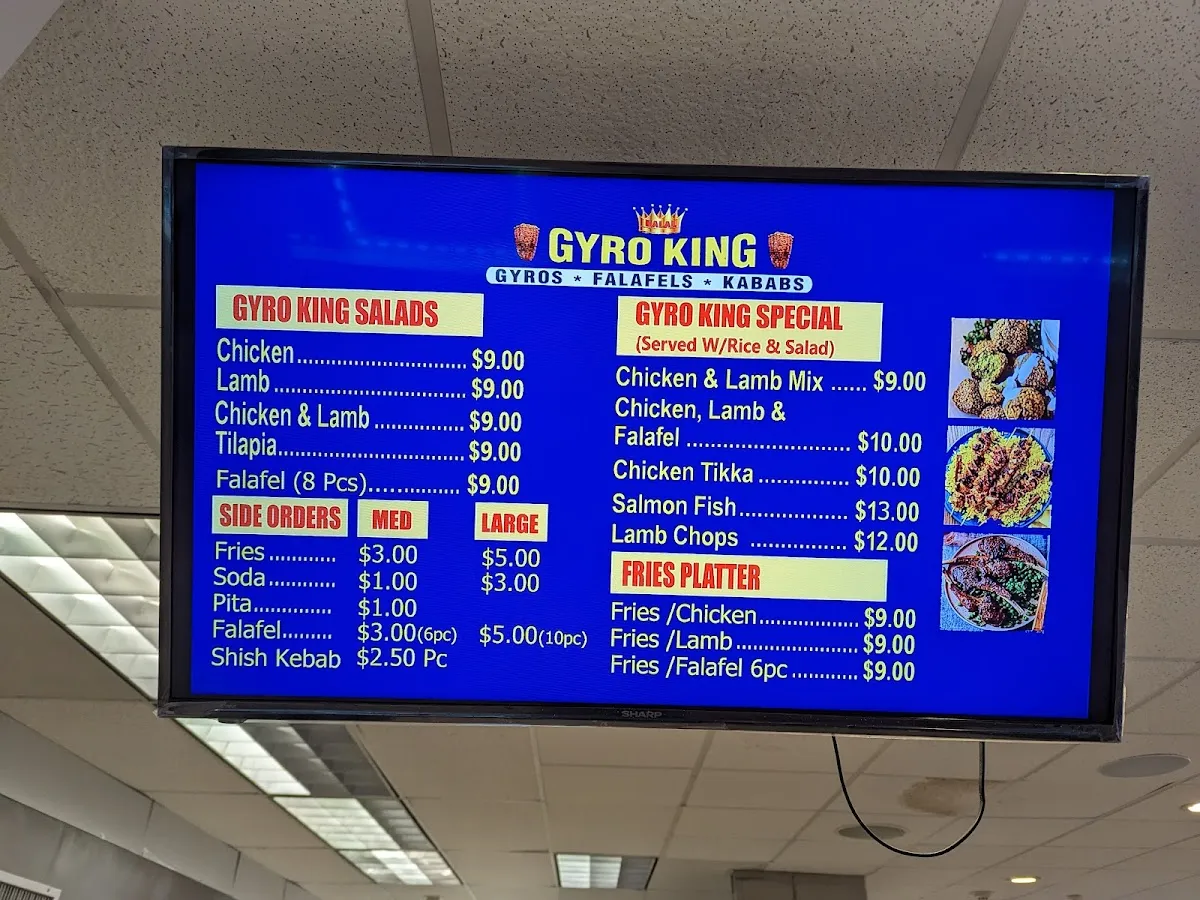 HALAL
GYRO KING
GYROS * FALAFELS * KABABS
GYRO KING SALADS
Chicken............................ $9.00
Lamb................................ $9.00
Chicken & Lamb ............... $9.00
Tilapia............................... $9.00
Falafel (8 Pcs)............. $9.00
SIDE ORDERS MED LARGE
Fries........... $3.00 $5.00
Soda........... $1.00 $3.00
Pita............. $1.00
Falafel......... $3.00(6pc) $5.00(10pc)
Shish Kebab $2.50 Pc
GYRO KING SPECIAL
(Served W/Rice & Salad)
Chicken & Lamb Mix ...... $9.00
Chicken, Lamb &
Falafel ........................... $10.00
Chicken Tikka ............... $10.00
Salmon Fish.................. $13.00
Lamb Chops ................ $12.00
FRIES PLATTER
Fries /Chicken................ $9.00
Fries /Lamb.................... $9.00
Fries /Falafel 6pc ........... $9.00
SHARP